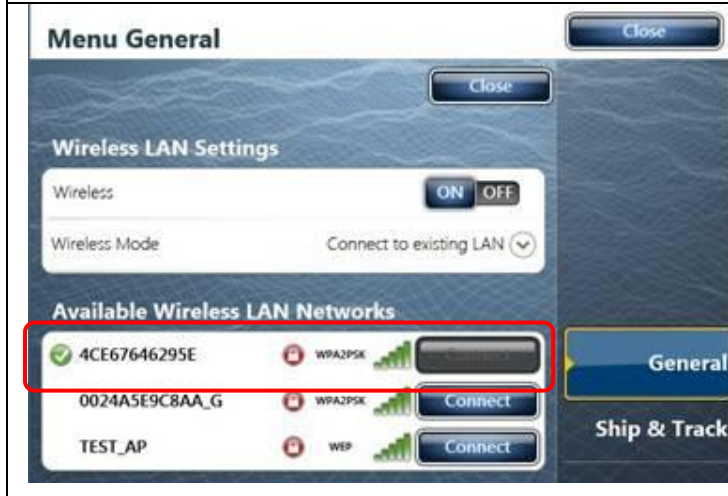 Menu General
Close
Close
Wireless LAN Settings
Wireless ON OFF
Wireless Mode Connect to existing LAN
Available Wireless LAN Networks
4CE67646295E WPA2PSK Connect
0024A5E9C8AA_G WPA2PSK Connect
TEST_AP WEP Connect
General
Ship & Track